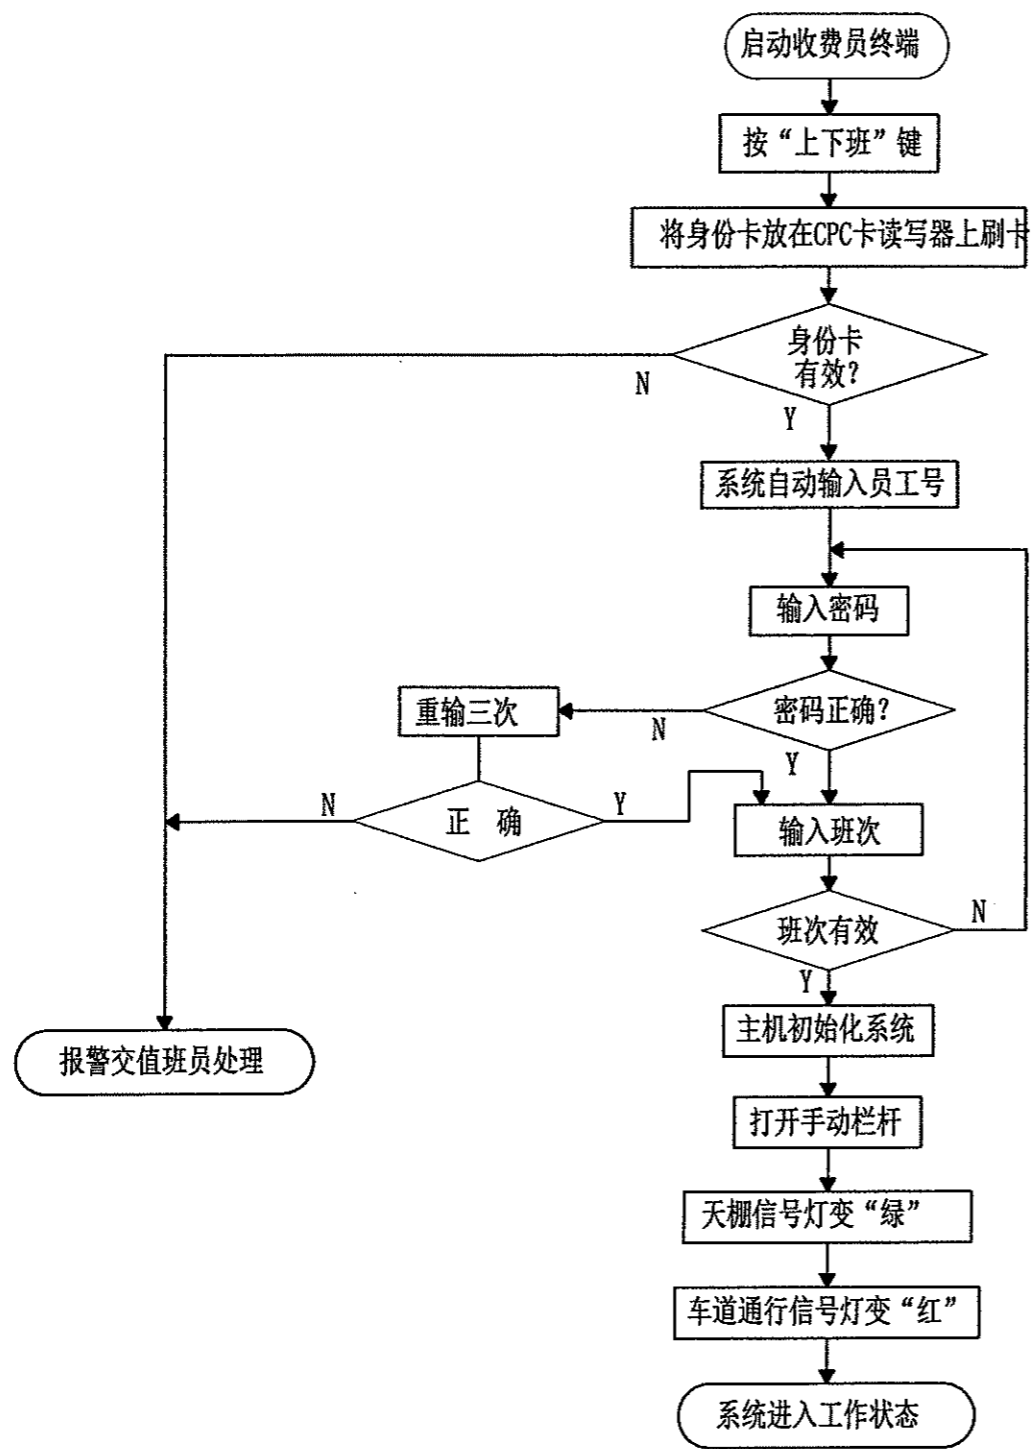 启动收费员终端
按“上下班”键
将身份卡放在CPC卡读写器上刷卡
身份卡
有效？
N
Y
系统自动输入员工号
输入密码
重输三次
密码正确？
N
Y
N
正 确
Y
输入班次
班次有效
N
Y
主机初始化系统
报警交值班员处理
打开手动栏杆
天棚信号灯变“绿”
车道通行信号灯变“红”
系统进入工作状态